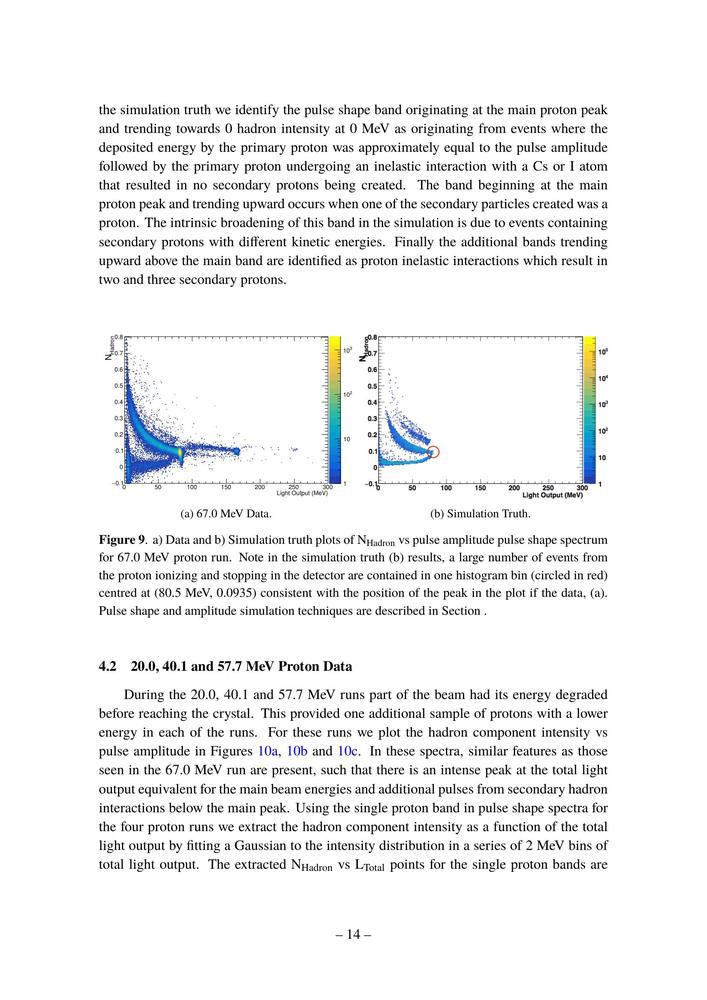 the simulation truth we identify the pulse shape band originating at the main proton peak
and trending towards 0 hadron intensity at 0 MeV as originating from events where the
deposited energy by the primary proton was approximately equal to the pulse amplitude
followed by the primary proton undergoing an inelastic interaction with a Cs or I atom
that resulted in no secondary protons being created. The band beginning at the main
proton peak and trending upward occurs when one of the secondary particles created was a
proton. The intrinsic broadening of this band in the simulation is due to events containing
secondary protons with different kinetic energies. Finally the additional bands trending
upward above the main band are identified as proton inelastic interactions which result in
two and three secondary protons.
N_Hadron
0.8
0.7
0.6
0.5
0.4
0.3
0.2
0.1
0
−0.1
0 50 100 150 200 250 300
Light Output (MeV)
10³
10²
10
1
N_Hadron
0.8
0.7
0.6
0.5
0.4
0.3
0.2
0.1
0
-0.1
0 50 100 150 200 250 300
Light Output (MeV)
10⁵
10⁴
10³
10²
10
1
(a) 67.0 MeV Data.
(b) Simulation Truth.
Figure 9. a) Data and b) Simulation truth plots of N_Hadron vs pulse amplitude pulse shape spectrum
for 67.0 MeV proton run. Note in the simulation truth (b) results, a large number of events from
the proton ionizing and stopping in the detector are contained in one histogram bin (circled in red)
centred at (80.5 MeV, 0.0935) consistent with the position of the peak in the plot if the data, (a).
Pulse shape and amplitude simulation techniques are described in Section .
4.2 20.0, 40.1 and 57.7 MeV Proton Data
During the 20.0, 40.1 and 57.7 MeV runs part of the beam had its energy degraded
before reaching the crystal. This provided one additional sample of protons with a lower
energy in each of the runs. For these runs we plot the hadron component intensity vs
pulse amplitude in Figures 10a, 10b and 10c. In these spectra, similar features as those
seen in the 67.0 MeV run are present, such that there is an intense peak at the total light
output equivalent for the main beam energies and additional pulses from secondary hadron
interactions below the main peak. Using the single proton band in pulse shape spectra for
the four proton runs we extract the hadron component intensity as a function of the total
light output by fitting a Gaussian to the intensity distribution in a series of 2 MeV bins of
total light output. The extracted N_Hadron vs L_Total points for the single proton bands are
– 14 –